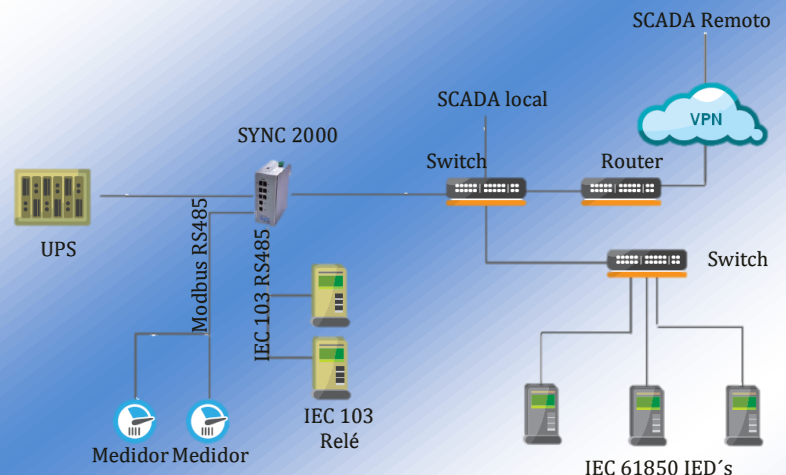 SCADA Remoto
SCADA local
VPN
SYNC 2000
Switch
Router
UPS
Modbus RS485
IEC 103 RS485
Switch
IEC 103
Relé
Medidor
Medidor
IEC 61850 IED´s